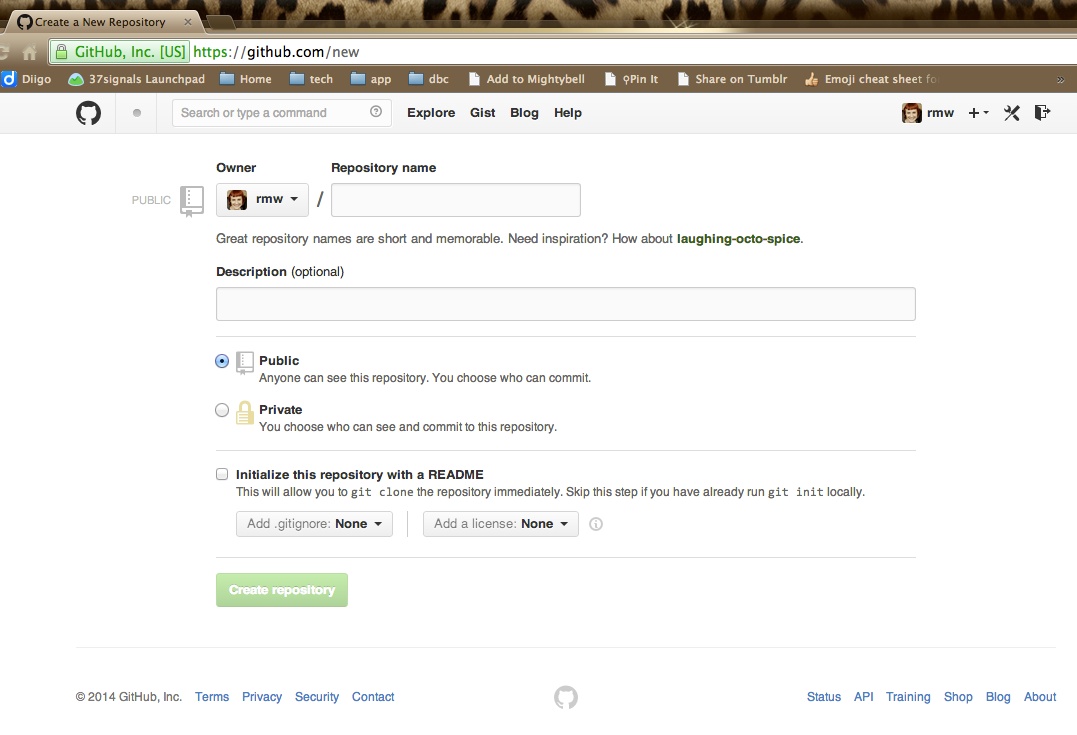 Create a New Repository ×
GitHub, Inc. [US] https://github.com/new
Diigo 37signals Launchpad Home tech app dbc Add to Mightybell Pin It Share on Tumblr Emoji cheat sheet »
Search or type a command Explore Gist Blog Help rmw
Owner Repository name
PUBLIC rmw /
Great repository names are short and memorable. Need inspiration? How about laughing-octo-spice.
Description (optional)
Public
Anyone can see this repository. You choose who can commit.
Private
You choose who can see and commit to this repository.
Initialize this repository with a README
This will allow you to git clone the repository immediately. Skip this step if you have already run git init locally.
Add .gitignore: None Add a license: None
Create repository
© 2014 GitHub, Inc. Terms Privacy Security Contact Status API Training Shop Blog About